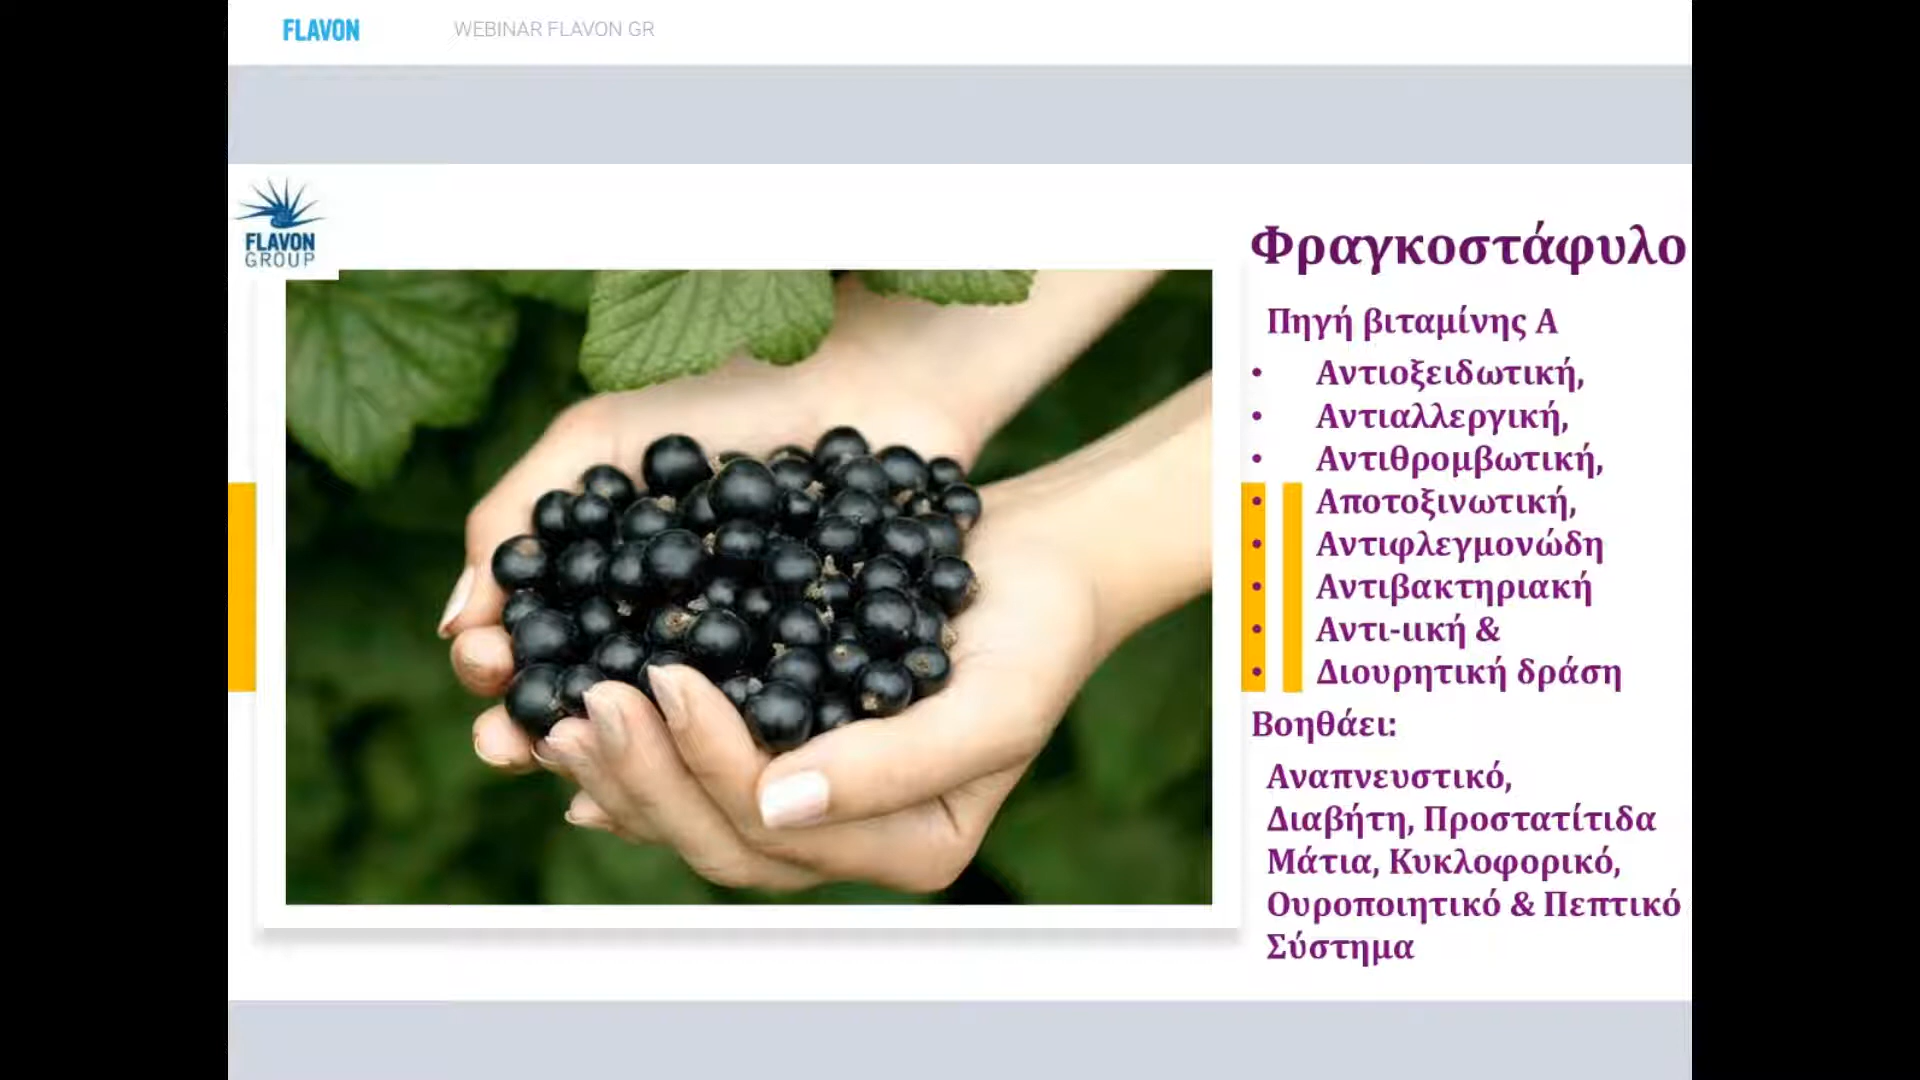 FLAVON
WEBINAR FLAVON GR
FLAVON
GROUP
Φραγκοστάφυλο
Πηγή βιταμίνης Α
• Αντιοξειδωτική,
• Αντιαλλεργική,
• Αντιθρομβωτική,
• Αποτοξινωτική,
• Αντιφλεγμονώδη
• Αντιβακτηριακή
• Αντι-ιική &
• Διουρητική δράση
Βοηθάει:
Αναπνευστικό,
Διαβήτη, Προστατίτιδα
Μάτια, Κυκλοφορικό,
Ουροποιητικό & Πεπτικό
Σύστημα